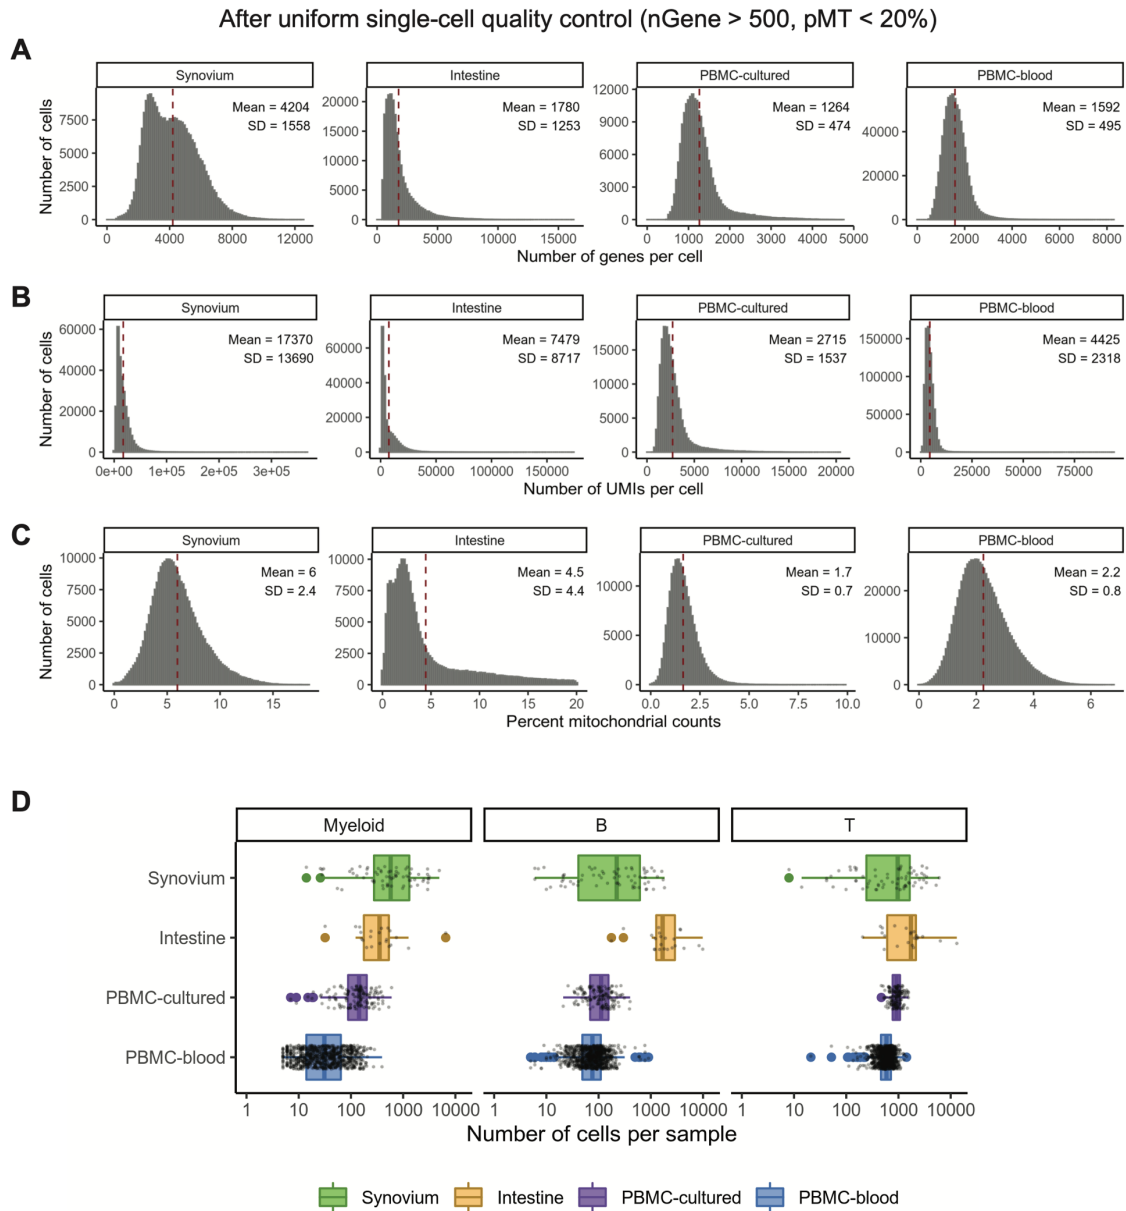 After uniform single-cell quality control (nGene > 500, pMT < 20%)
A
Synovium
Intestine
PBMC-cultured
PBMC-blood
Number of cells
7500
5000
2500
0
Mean = 4204
SD = 1558
0 4000 8000 12000
20000
15000
10000
5000
0
Mean = 1780
SD = 1253
0 5000 10000 15000
12000
9000
6000
3000
0
Mean = 1264
SD = 474
0 1000 2000 3000 4000 5000
40000
20000
0
Mean = 1592
SD = 495
0 2000 4000 6000 8000
Number of genes per cell
B
Synovium
Intestine
PBMC-cultured
PBMC-blood
Number of cells
60000
40000
20000
0
Mean = 17370
SD = 13690
0e+00 1e+05 2e+05 3e+05
60000
40000
20000
0
Mean = 7479
SD = 8717
0 50000 100000 150000
15000
10000
5000
0
Mean = 2715
SD = 1537
0 5000 10000 15000 20000
150000
100000
50000
0
Mean = 4425
SD = 2318
0 25000 50000 75000
Number of UMIs per cell
C
Synovium
Intestine
PBMC-cultured
PBMC-blood
Number of cells
10000
7500
5000
2500
0
Mean = 6
SD = 2.4
0 5 10 15
10000
7500
5000
2500
0
Mean = 4.5
SD = 4.4
0 5 10 15 20
10000
5000
0
Mean = 1.7
SD = 0.7
0.0 2.5 5.0 7.5 10.0
20000
10000
0
Mean = 2.2
SD = 0.8
0 2 4 6
Percent mitochondrial counts
D
Myeloid
B
T
Synovium
Intestine
PBMC-cultured
PBMC-blood
1 10 100 1000 10000
1 10 100 1000 10000
1 10 100 1000 10000
Number of cells per sample
Synovium Intestine PBMC-cultured PBMC-blood